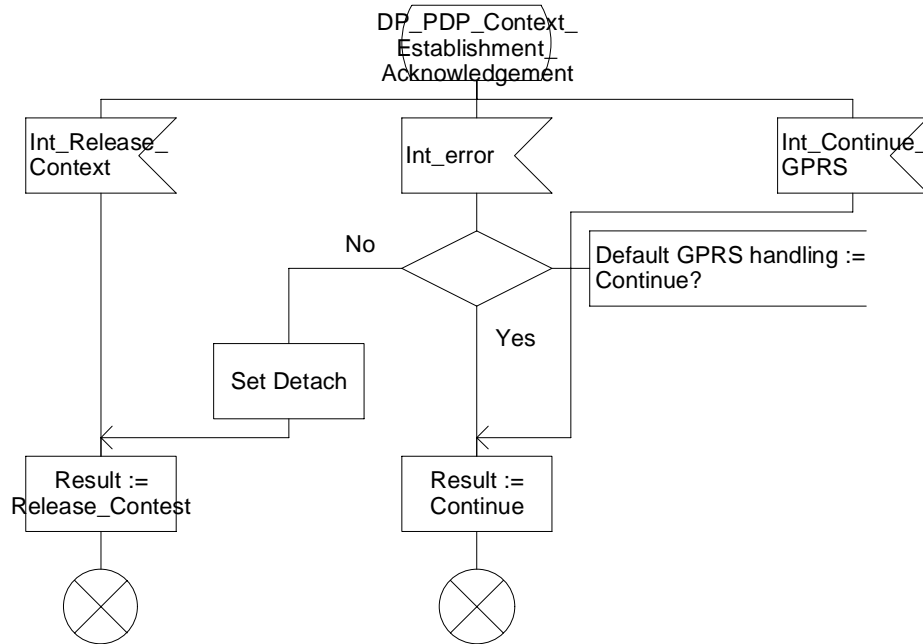 DP_PDP_Context_
Establishment_
Acknowledgement
Int_Release_
Context
Int_error
Int_Continue_
GPRS
No
Default GPRS handling :=
Continue?
Yes
Set Detach
Result :=
Release_Contest
Result :=
Continue